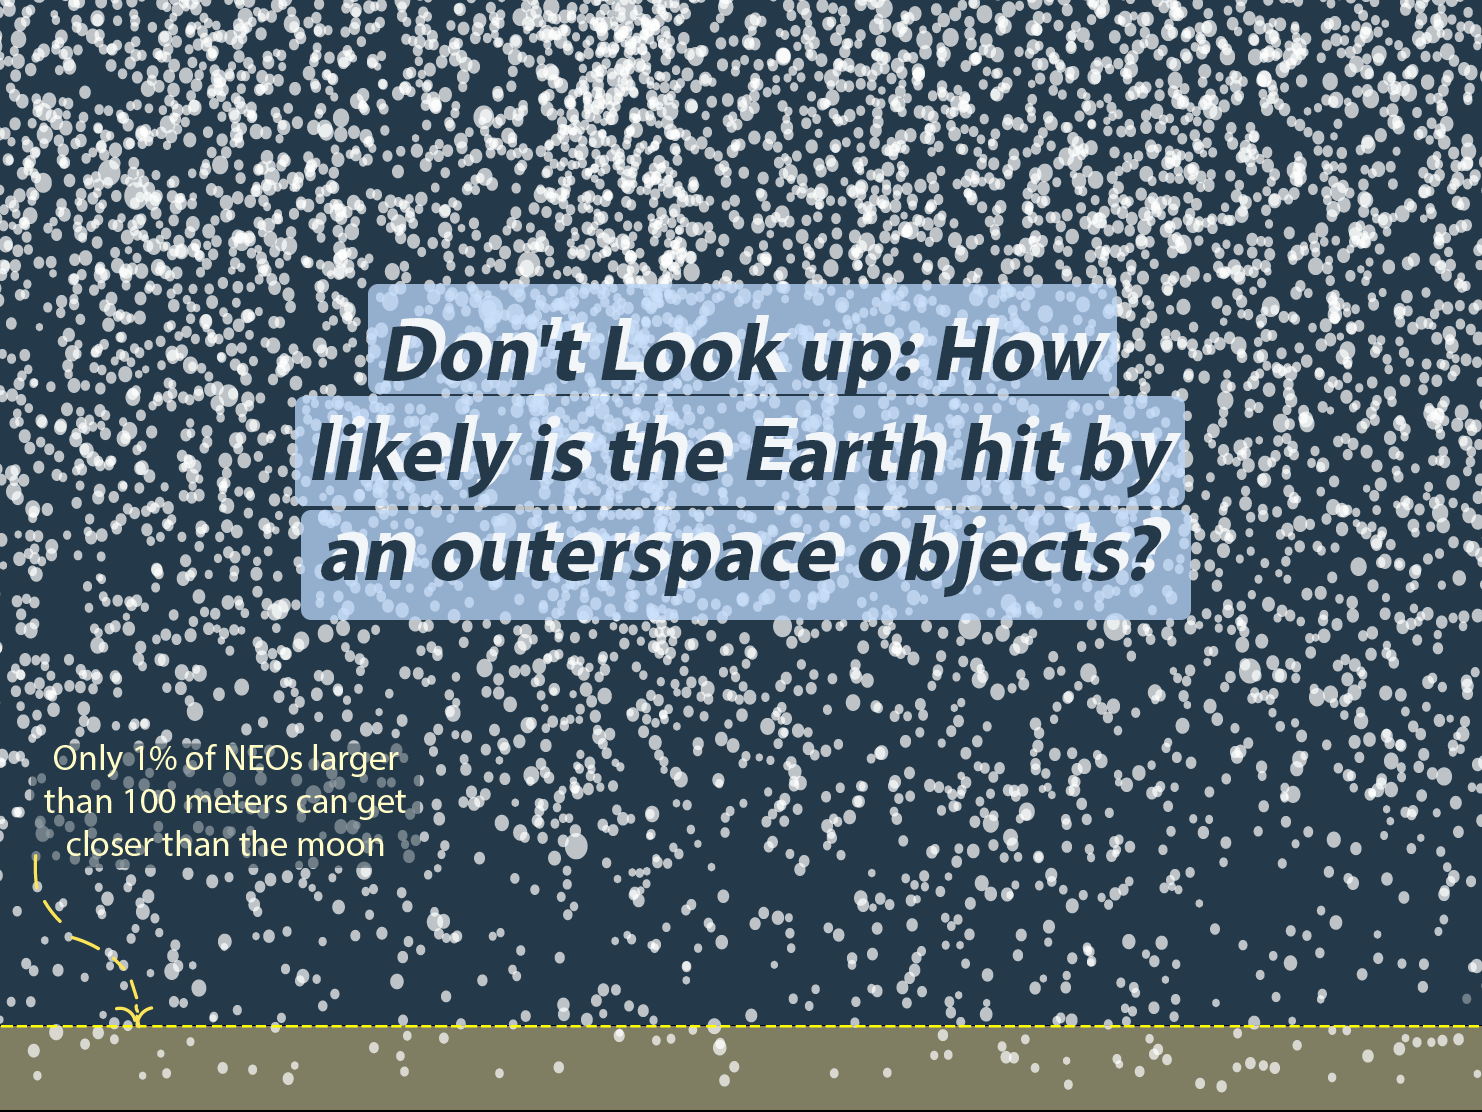 Don't Look up: How
likely is the Earth hit by
an outerspace objects?
Only 1% of NEOs larger
than 100 meters can get
closer than the moon